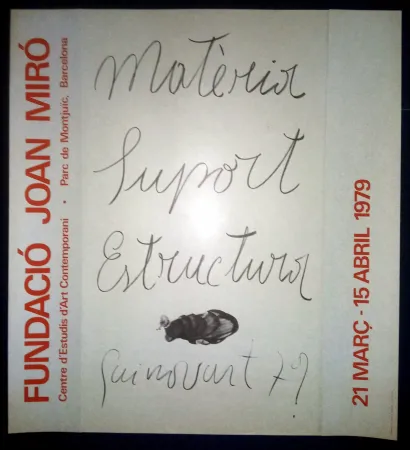 FUNDACIÓ JOAN MIRÓ
Centre d'Estudis d'Art Contemporani • Parc de Montjuïc, Barcelona
Matèria
Suport
Estructura
Guinovart 79
21 MARÇ - 15 ABRIL 1979